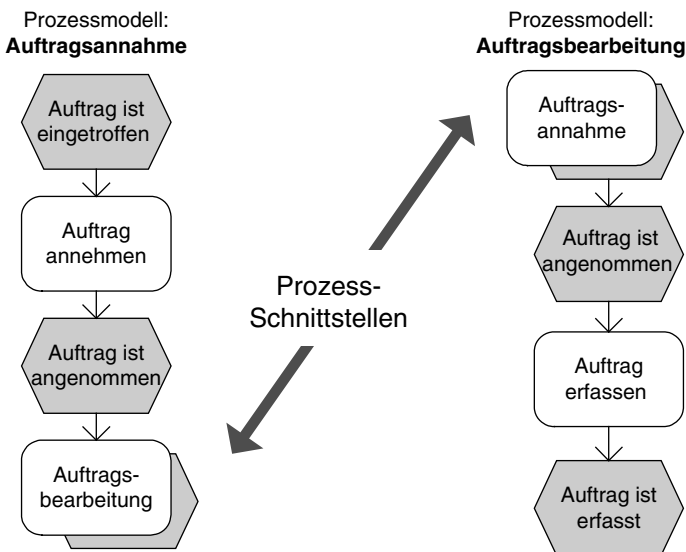 Prozessmodell:
Auftragsannahme
Auftrag ist
eingetroffen
Auftrag
annehmen
Auftrag ist
angenommen
Auftrags-
bearbeitung
Prozess-
Schnittstellen
Prozessmodell:
Auftragsbearbeitung
Auftrags-
annahme
Auftrag ist
angenommen
Auftrag
erfassen
Auftrag ist
erfasst